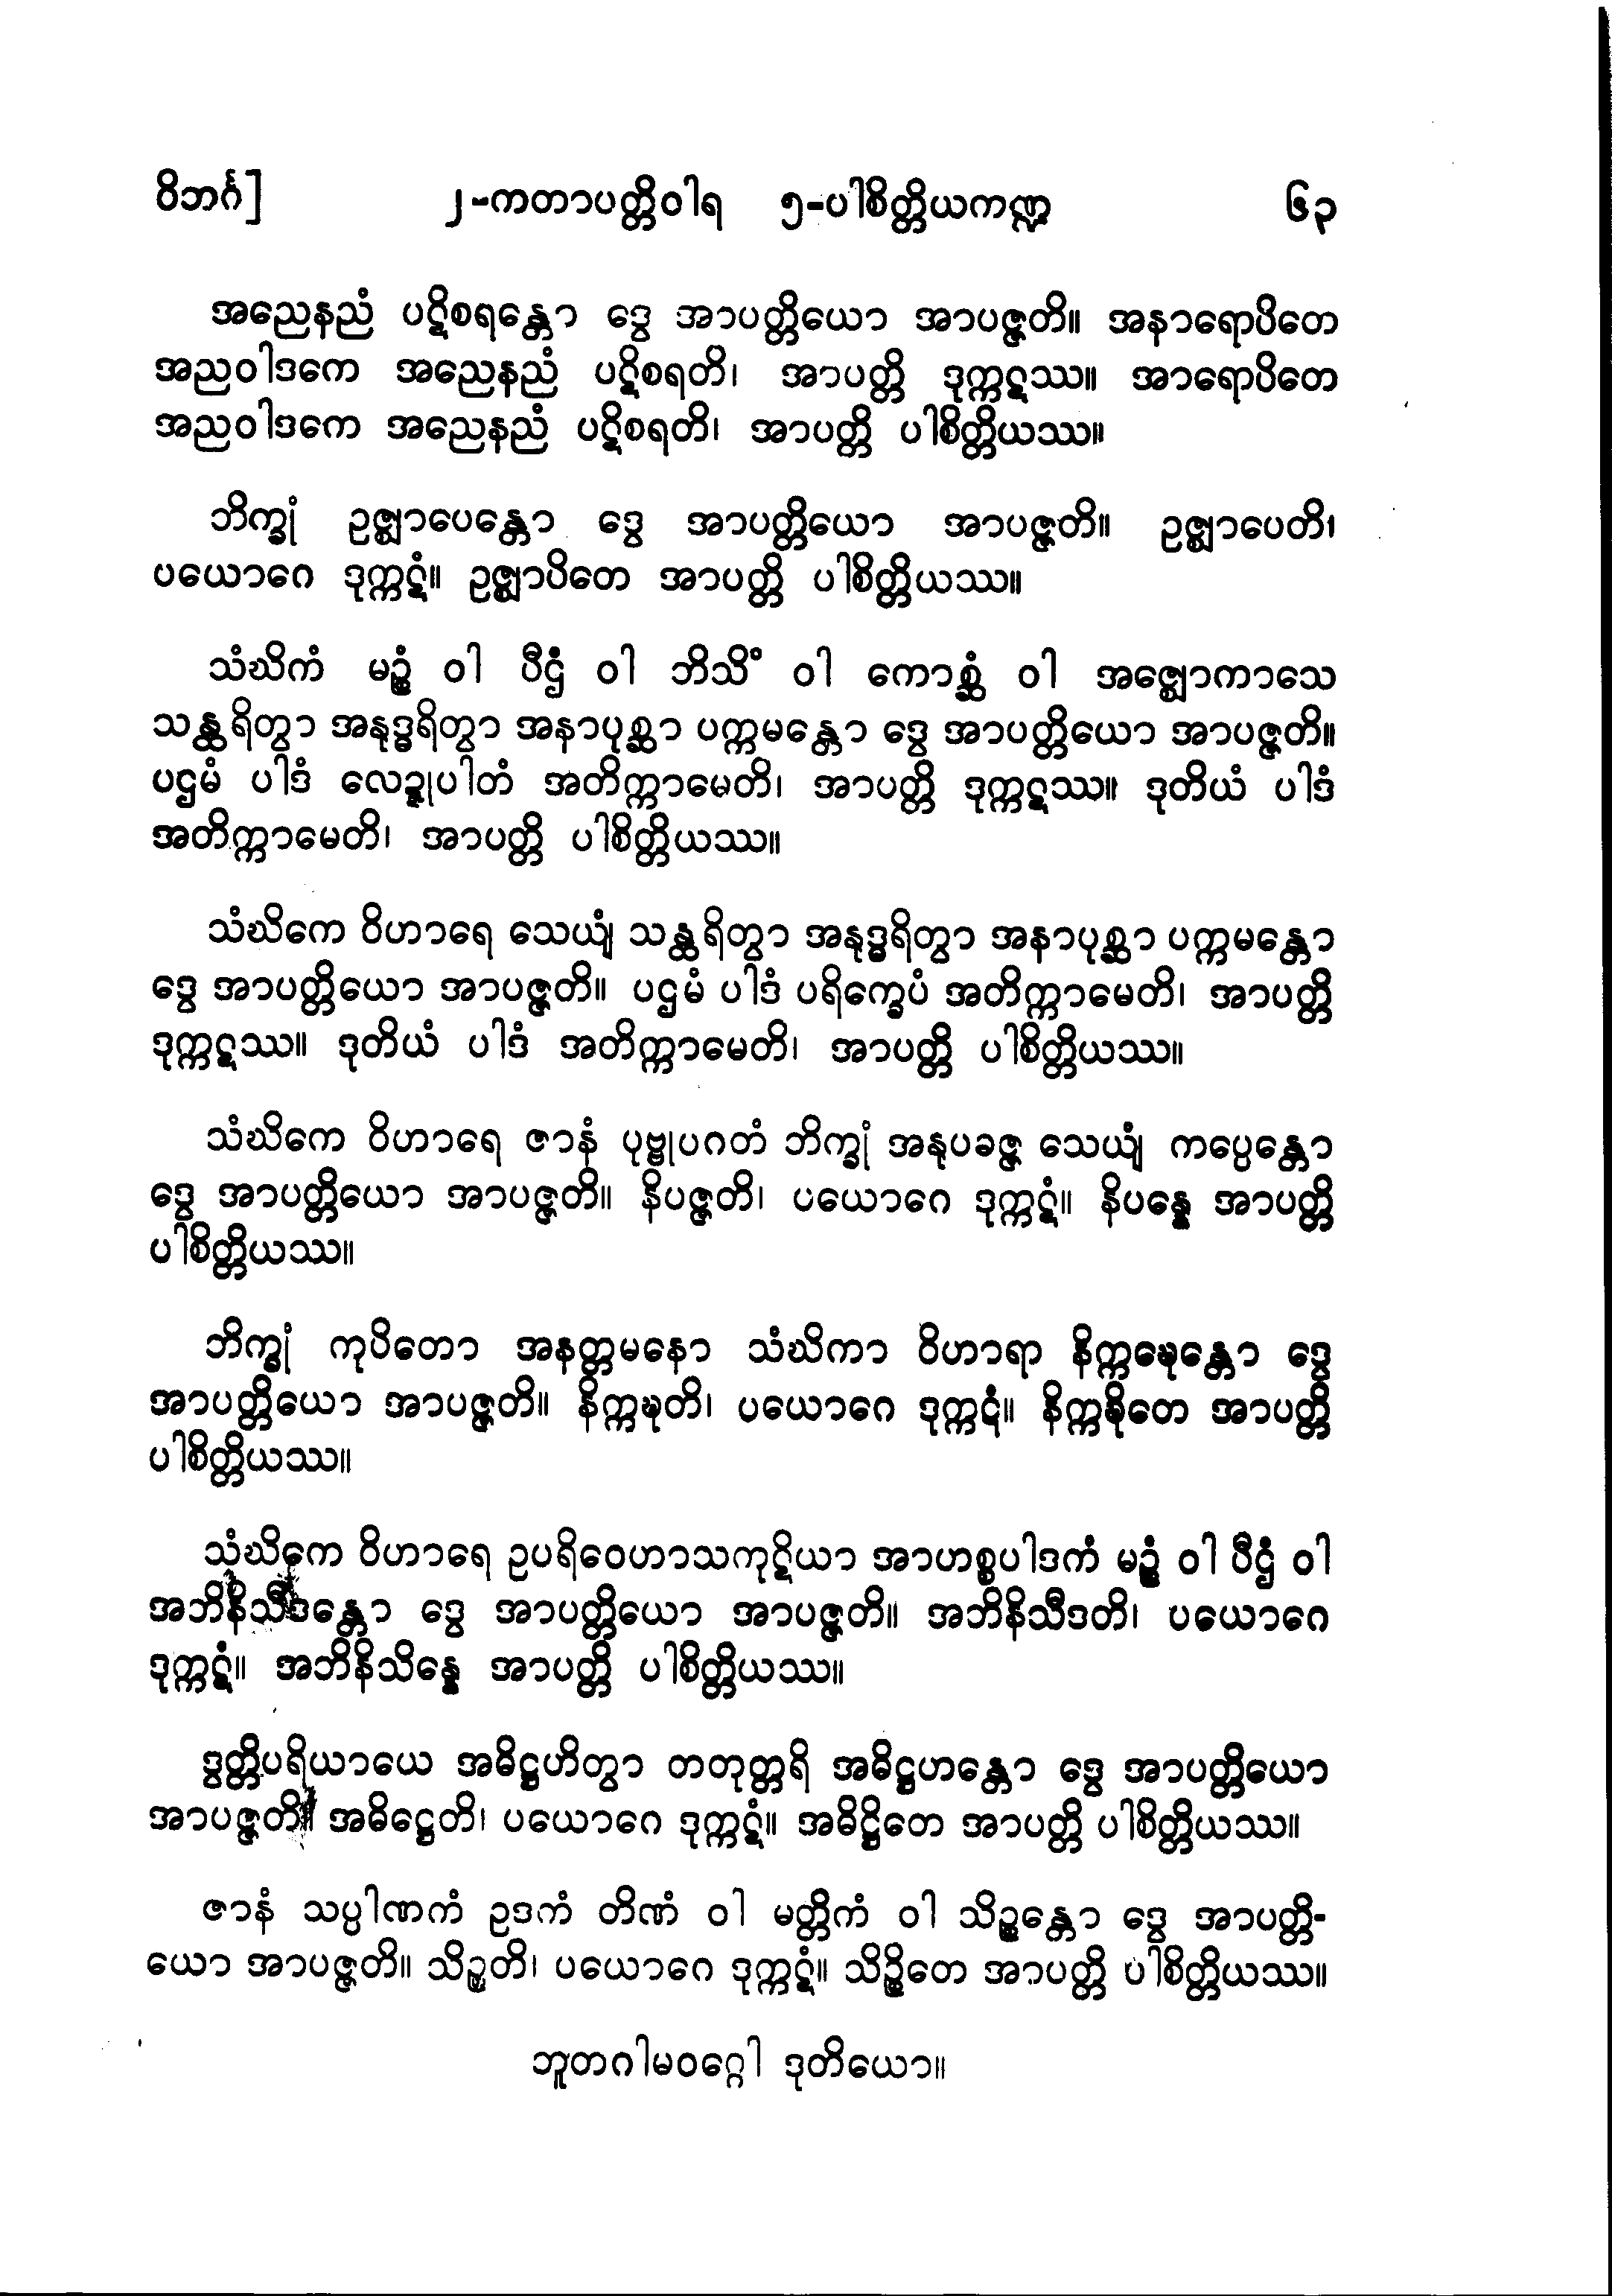 ဝိဘင်္ဂ]
၂-ကတာပတ္တိဝါရ ၅-ပါစိတ္တိယကဏ္ဍ
၆၃
အညေနညံ ပဋိစရန္တော ဒွေ အာပတ္တိယော အာပဇ္ဇတိ။ အနာရောပိတေ
အညဝါဒကေ အညေနညံ ပဋိစရတိ၊ အာပတ္တိ ဒုက္ကဋဿ။ အာရောပိတေ
အညဝါဒကေ အညေနညံ ပဋိစရတိ၊ အာပတ္တိ ပါစိတ္တိယဿ။
ဘိက္ခုံ ဥဇ္ဈာပေန္တော ဒွေ အာပတ္တိယော အာပဇ္ဇတိ။ ဥဇ္ဈာပေတိ၊
ပယောဂေ ဒုက္ကဋံ။ ဥဇ္ဈာပိတေ အာပတ္တိ ပါစိတ္တိယဿ။
သံဃိကံ မဉ္စံ ဝါ ပီဌံ ဝါ ဘိသိံ ဝါ ကောစ္ဆံ ဝါ အဇ္ဈောကာသေ
သန္ထရိတွာ အနုဒ္ဓရိတွာ အနာပုစ္ဆာ ပက္ကမန္တော ဒွေ အာပတ္တိယော အာပဇ္ဇတိ။
ပဌမံ ပါဒံ လေဍ္ဍုပါတံ အတိက္ကာမေတိ၊ အာပတ္တိ ဒုက္ကဋဿ။ ဒုတိယံ ပါဒံ
အတိက္ကာမေတိ၊ အာပတ္တိ ပါစိတ္တိယဿ။
သံဃိကေ ဝိဟာရေ သေယျံ သန္ထရိတွာ အနုဒ္ဓရိတွာ အနာပုစ္ဆာ ပက္ကမန္တော
ဒွေ အာပတ္တိယော အာပဇ္ဇတိ။ ပဌမံ ပါဒံ ပရိက္ခေပံ အတိက္ကာမေတိ၊ အာပတ္တိ
ဒုက္ကဋဿ။ ဒုတိယံ ပါဒံ အတိက္ကာမေတိ၊ အာပတ္တိ ပါစိတ္တိယဿ။
သံဃိကေ ဝိဟာရေ ဇာနံ ပုဗ္ဗုပဂတံ ဘိက္ခုံ အနုပခဇ္ဇ သေယျံ ကပ္ပေန္တော
ဒွေ အာပတ္တိယော အာပဇ္ဇတိ။ နိပဇ္ဇတိ၊ ပယောဂေ ဒုက္ကဋံ။ နိပန္နေ အာပတ္တိ
ပါစိတ္တိယဿ။
ဘိက္ခုံ ကုပိတော အနတ္တမနော သံဃိကာ ဝိဟာရာ နိက္ကဍ္ဎေန္တော ဒွေ
အာပတ္တိယော အာပဇ္ဇတိ။ နိက္ကဍ္ဎတိ၊ ပယောဂေ ဒုက္ကဋံ။ နိက္ကဍ္ဎိတေ အာပတ္တိ
ပါစိတ္တိယဿ။
သံဃိကေ ဝိဟာရေ ဥပရိဝေဟာသကုဋိယာ အာဟစ္စပါဒကံ မဉ္စံ ဝါ ပီဌံ ဝါ
အဘိနိသီဒန္တော ဒွေ အာပတ္တိယော အာပဇ္ဇတိ။ အဘိနိသီဒတိ၊ ပယောဂေ
ဒုက္ကဋံ။ အဘိနိသိန္နေ အာပတ္တိ ပါစိတ္တိယဿ။
ဒွတ္တိပရိယာယေ အဓိဋ္ဌဟိတွာ တတုတ္တရိ အဓိဋ္ဌဟန္တော ဒွေ အာပတ္တိယော
အာပဇ္ဇတိ။ အဓိဋ္ဌေတိ၊ ပယောဂေ ဒုက္ကဋံ။ အဓိဋ္ဌိတေ အာပတ္တိ ပါစိတ္တိယဿ။
ဇာနံ သပ္ပါဏကံ ဥဒကံ တိဏံ ဝါ မတ္တိကံ ဝါ သိဉ္စန္တော ဒွေ အာပတ္တိ-
ယော အာပဇ္ဇတိ။ သိဉ္စတိ၊ ပယောဂေ ဒုက္ကဋံ။ သိဉ္စိတေ အာပတ္တိ ပါစိတ္တိယဿ။
ဘူတဂါမဝဂ္ဂေါ ဒုတိယော။